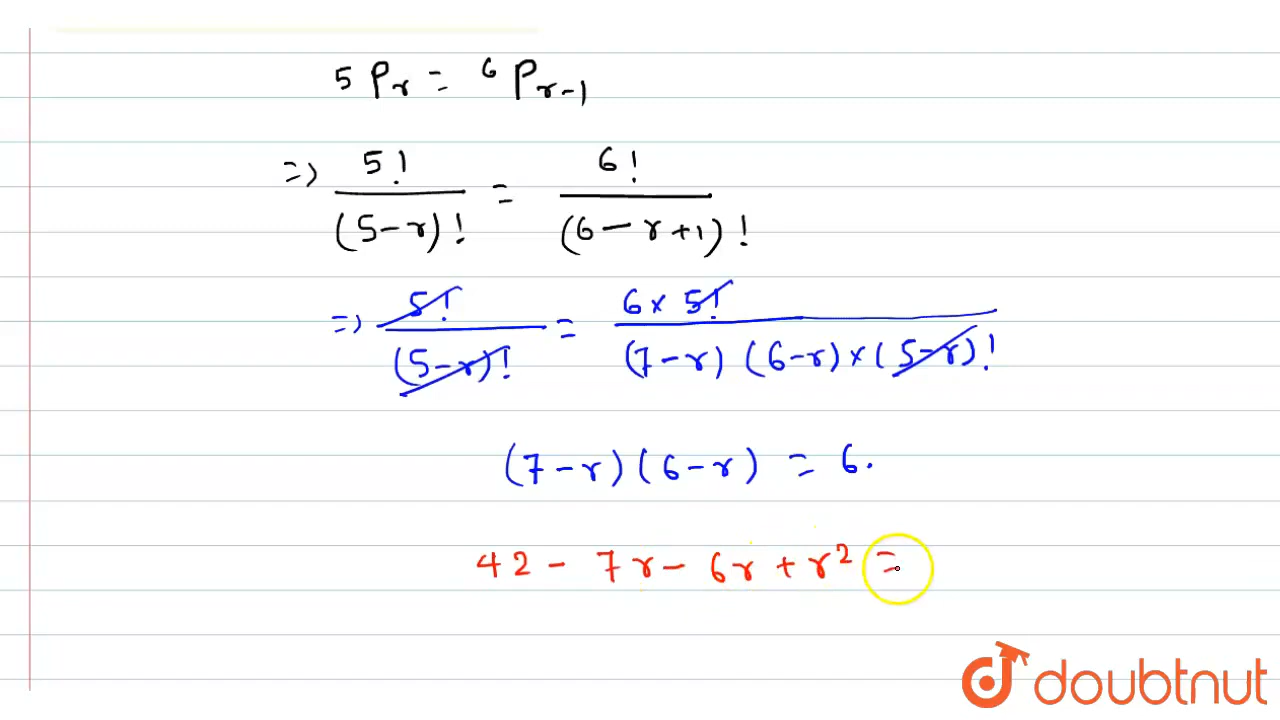 5 Pr = 6 Pr-1
=> 5! / (5-r)! = 6! / (6-r+1)!
=> 5! / (5-r)! = 6 × 5! / (7-r) (6-r) × (5-r)!
(7-r) (6-r) = 6.
42 - 7r - 6r + r² =
doubtnut